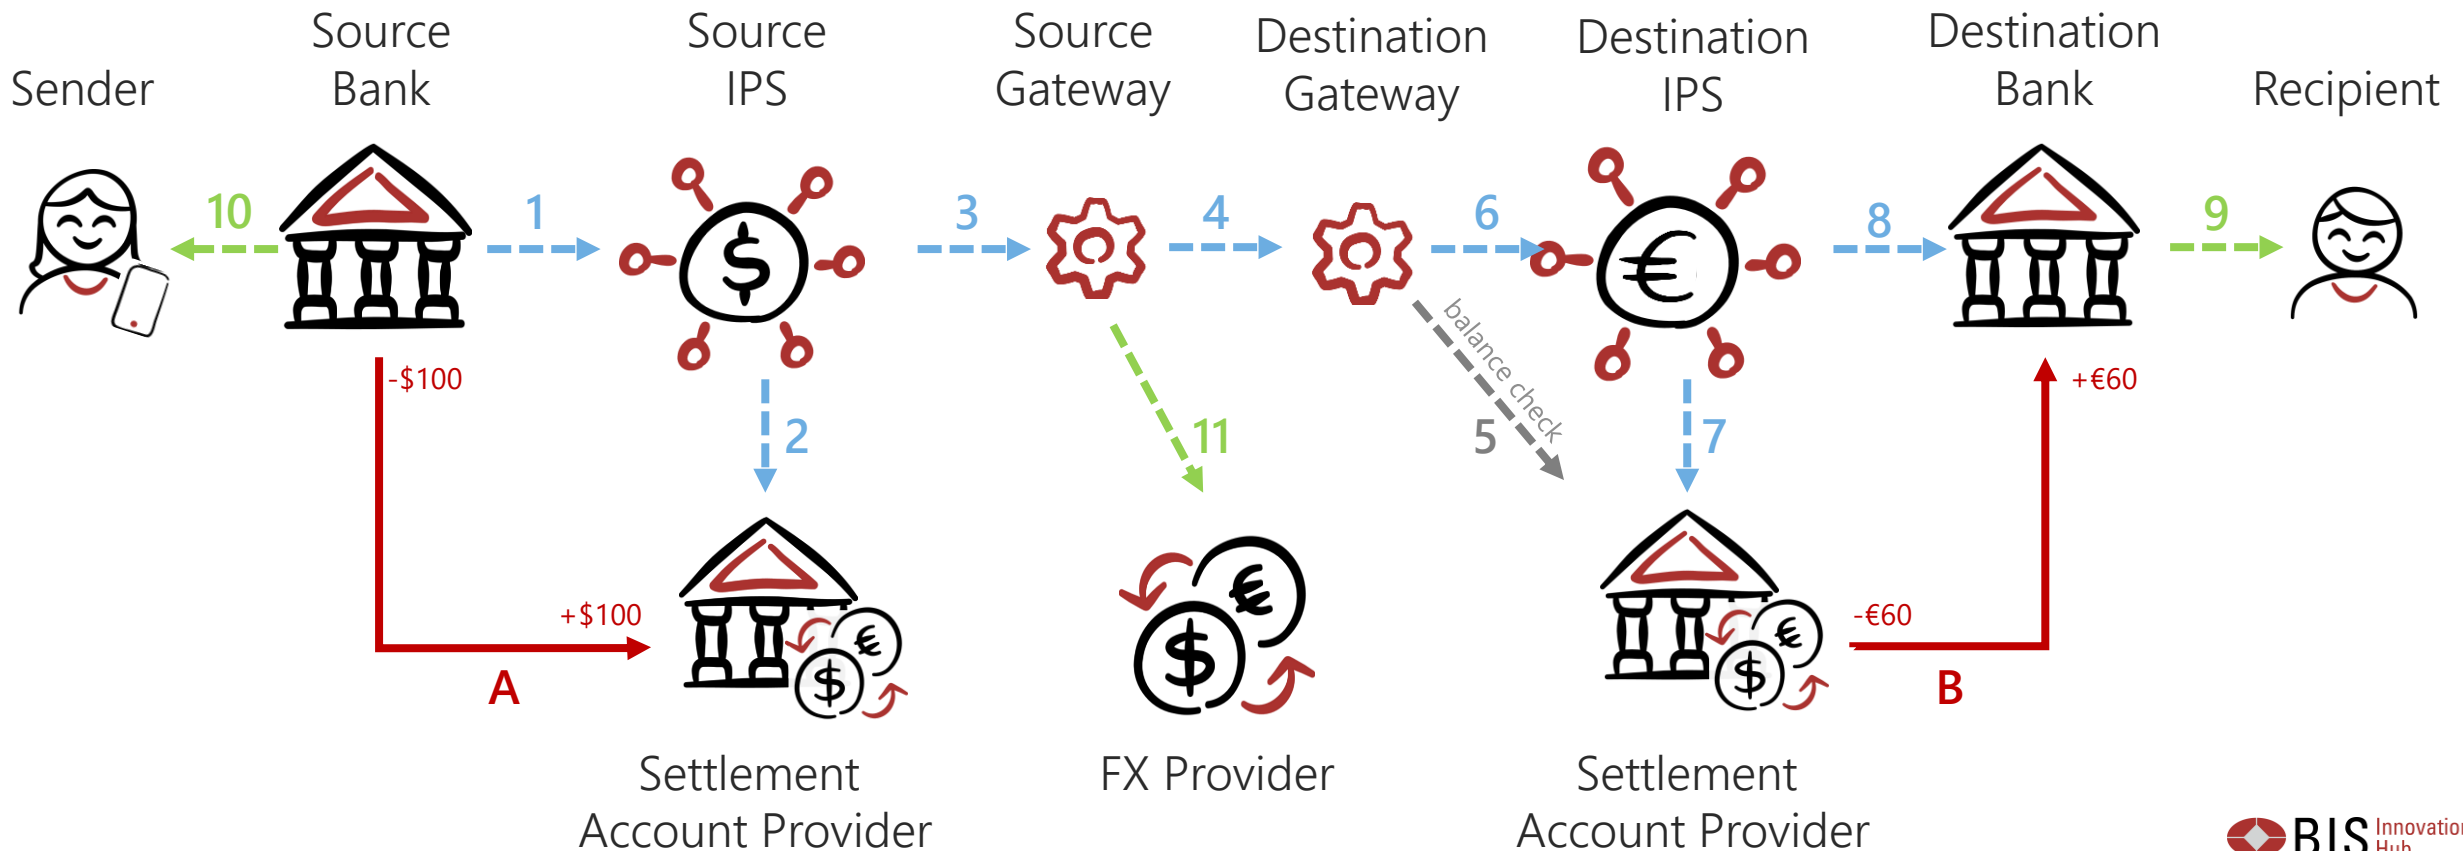 Sender
Source
Bank
Source
IPS
Source
Gateway
Destination
Gateway
Destination
IPS
Destination
Bank
Recipient
10
1
3
4
6
8
9
$
€
balance check
-$100
2
11
5
7
+€60
+$100
A
€
$
€
$
€
$
-€60
B
Settlement
Account Provider
FX Provider
Settlement
Account Provider
BIS
Innovation
Hub